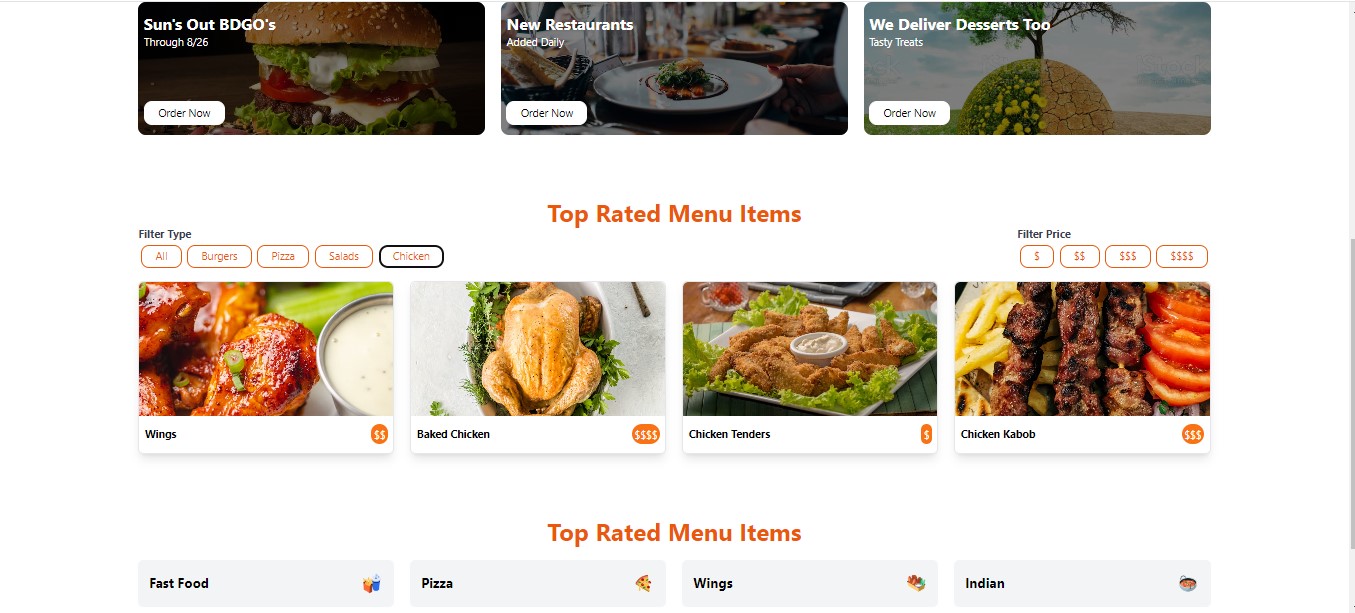 Sun's Out BDGO's
Through 8/26
Order Now
New Restaurants
Added Daily
Order Now
We Deliver Desserts Too
Tasty Treats
Order Now
Top Rated Menu Items
Filter Type
All Burgers Pizza Salads Chicken
Filter Price
$ $$ $$$ $$$$
Wings $$
Baked Chicken $$$$
Chicken Tenders $
Chicken Kabob $$$
Top Rated Menu Items
Fast Food
Pizza
Wings
Indian